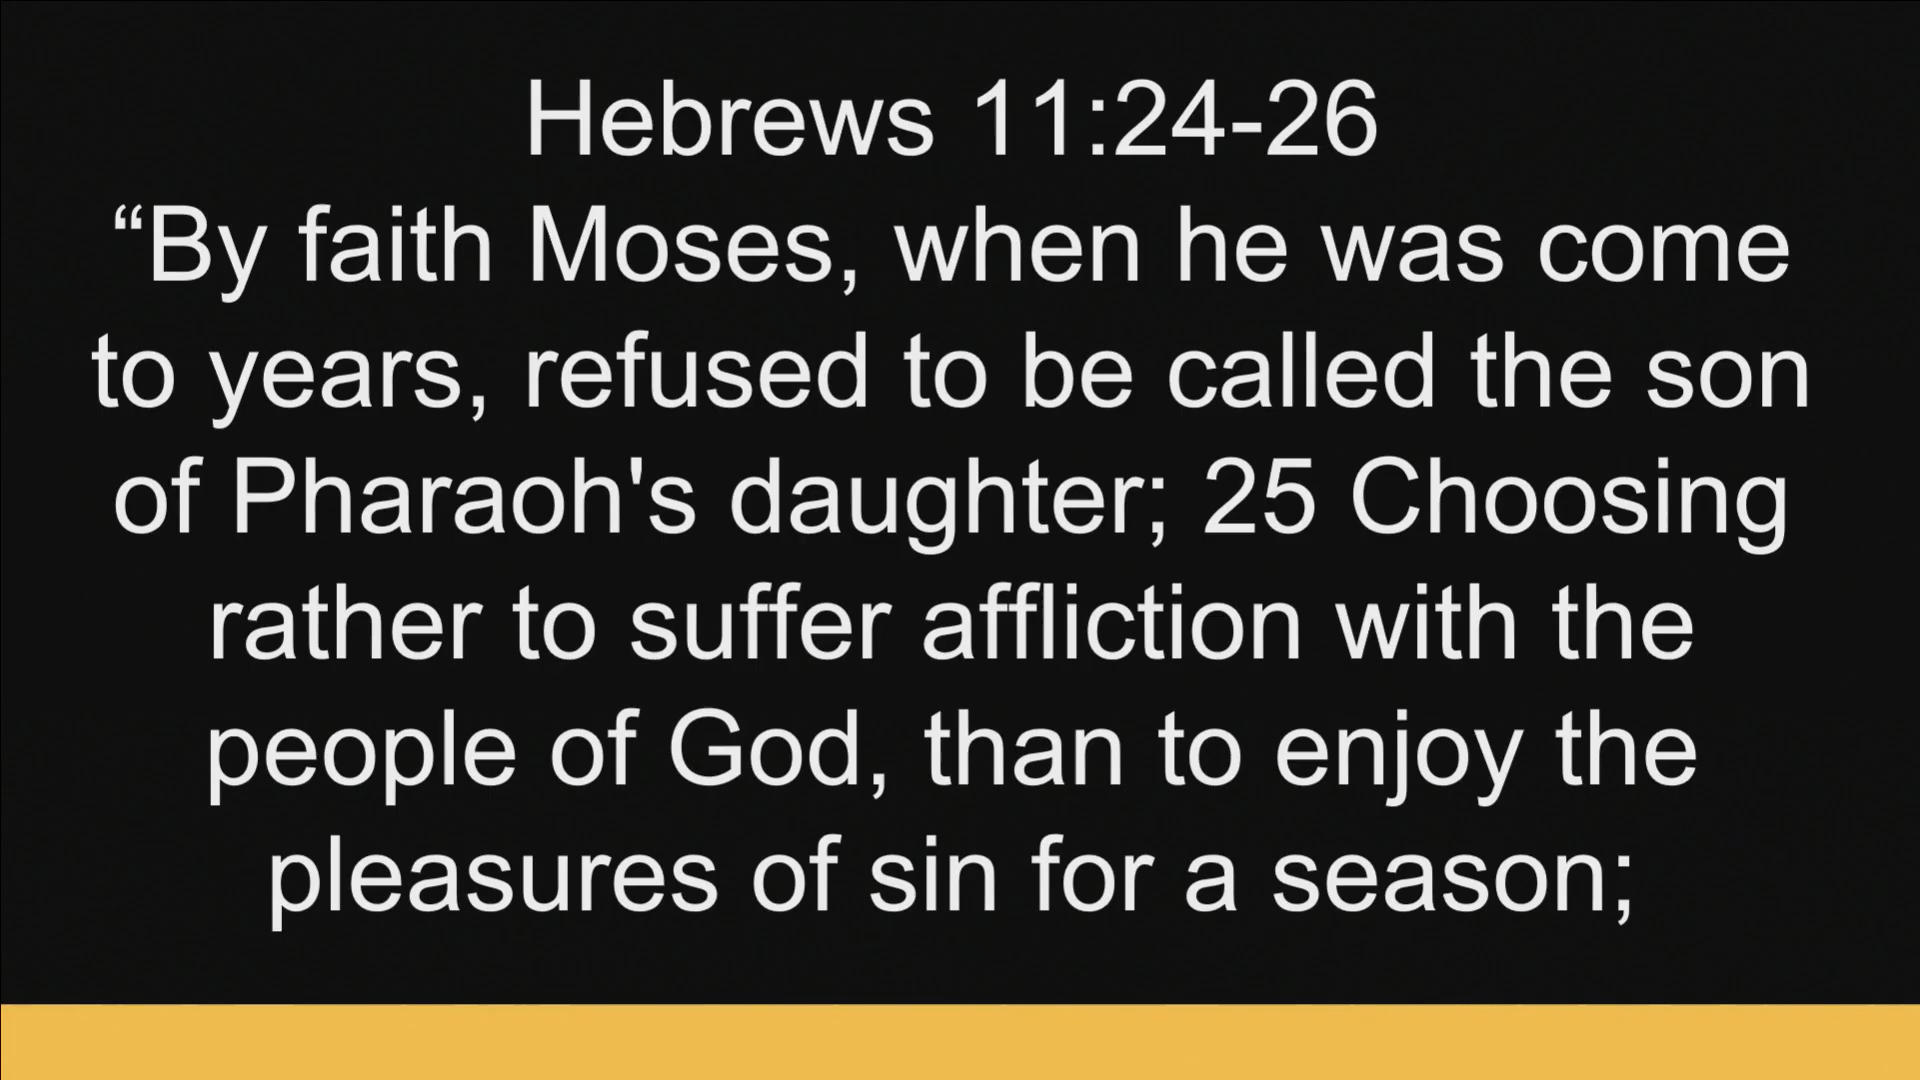 Hebrews 11:24-26
“By faith Moses, when he was come
to years, refused to be called the son
of Pharaoh's daughter; 25 Choosing
rather to suffer affliction with the
people of God, than to enjoy the
pleasures of sin for a season;